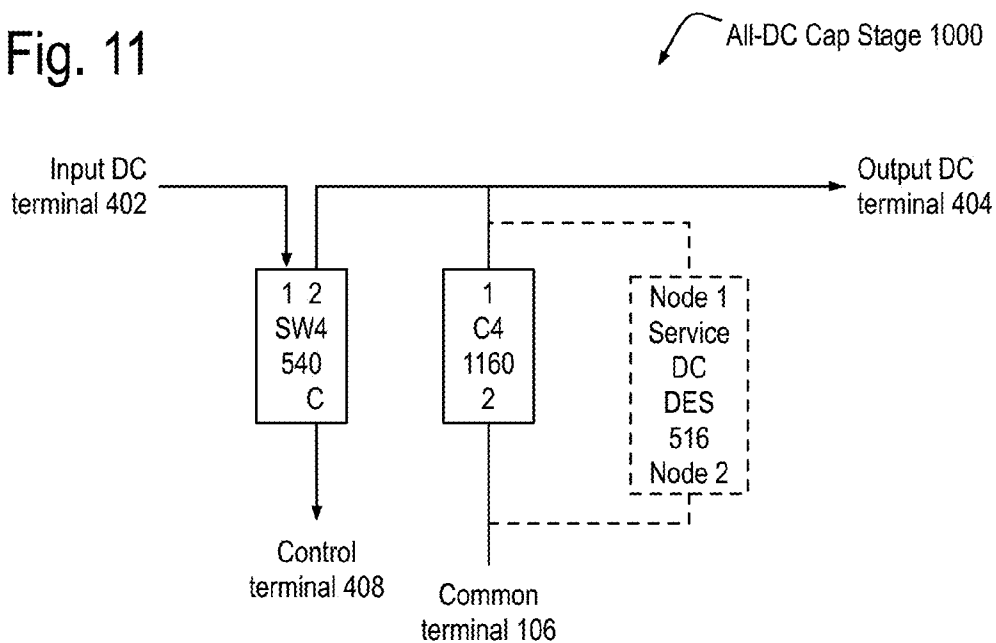 Fig. 11
All-DC Cap Stage 1000
Input DC
terminal 402
Output DC
terminal 404
1 2
SW4
540
C
1
C4
1160
2
Node 1
Service
DC
DES
516
Node 2
Control
terminal 408
Common
terminal 106